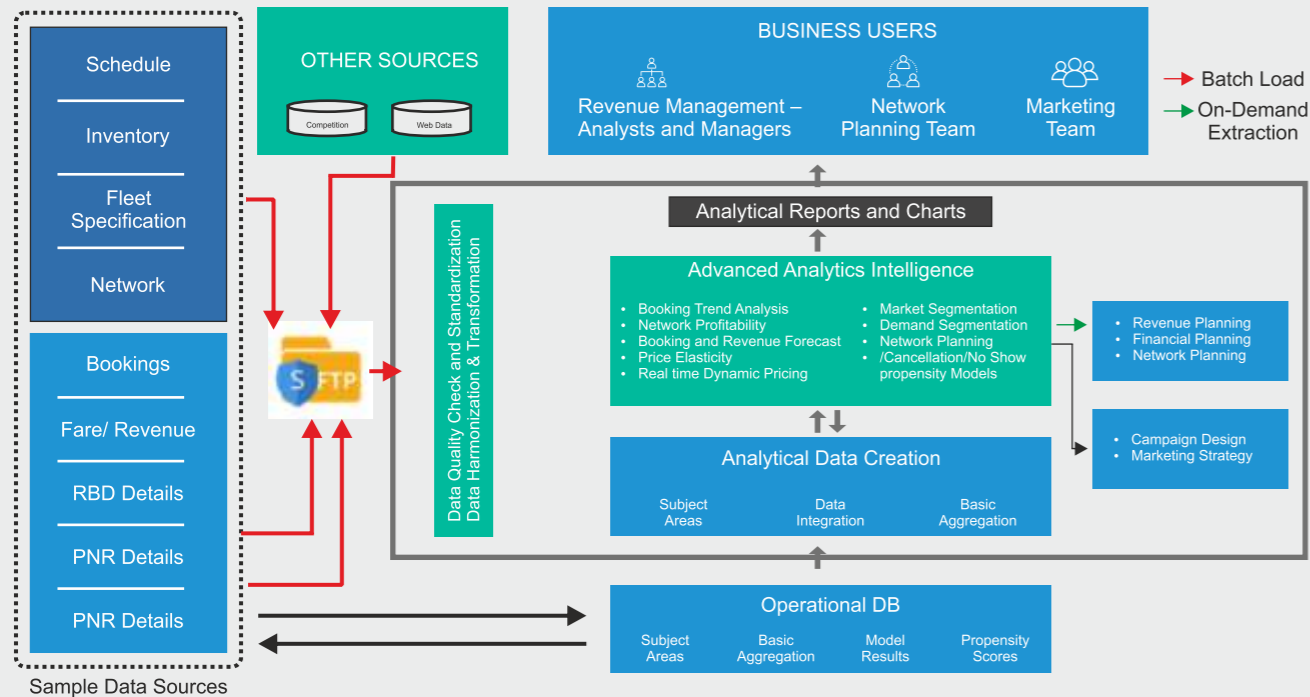 Schedule
Inventory
Fleet
Specification
Network
Bookings
Fare/ Revenue
RBD Details
PNR Details
PNR Details
Sample Data Sources
OTHER SOURCES
Competition
Web Data
S FTP
BUSINESS USERS
Revenue Management –
Analysts and Managers
Network
Planning Team
Marketing
Team
Batch Load
On-Demand
Extraction
Data Quality Check and Standardization
Data Harmonization & Transformation
Analytical Reports and Charts
Advanced Analytics Intelligence
• Booking Trend Analysis
• Network Profitability
• Booking and Revenue Forecast
• Price Elasticity
• Real time Dynamic Pricing
• Market Segmentation
• Demand Segmentation
• Network Planning
• /Cancellation/No Show
propensity Models
• Revenue Planning
• Financial Planning
• Network Planning
• Campaign Design
• Marketing Strategy
Analytical Data Creation
Subject
Areas
Data
Integration
Basic
Aggregation
Operational DB
Subject
Areas
Basic
Aggregation
Model
Results
Propensity
Scores